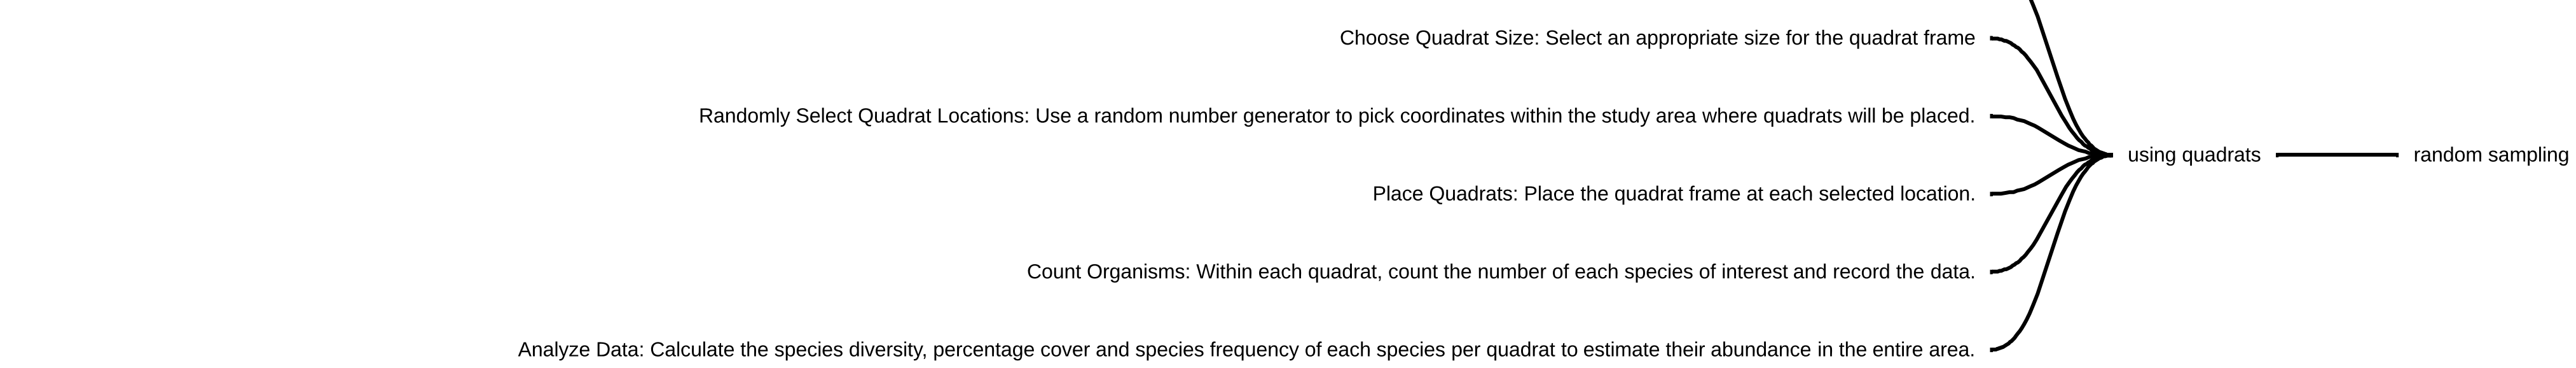 Choose Quadrat Size: Select an appropriate size for the quadrat frame
Randomly Select Quadrat Locations: Use a random number generator to pick coordinates within the study area where quadrats will be placed.
using quadrats
random sampling
Place Quadrats: Place the quadrat frame at each selected location.
Count Organisms: Within each quadrat, count the number of each species of interest and record the data.
Analyze Data: Calculate the species diversity, percentage cover and species frequency of each species per quadrat to estimate their abundance in the entire area.